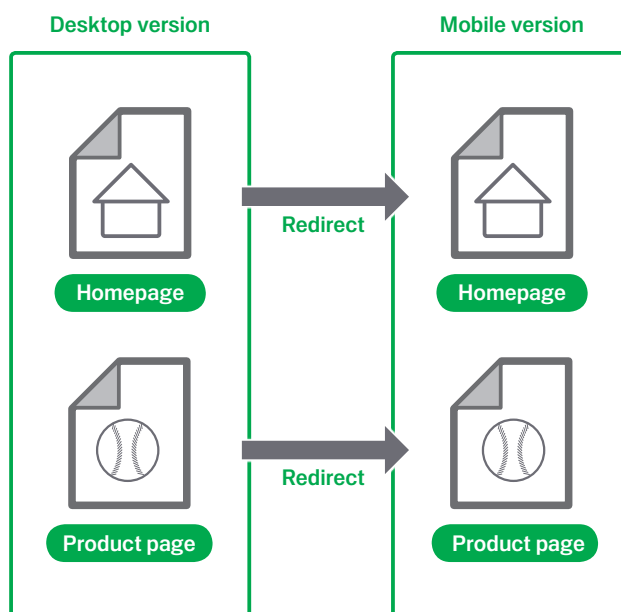 Desktop version
Mobile version
Redirect
Homepage
Homepage
Redirect
Product page
Product page